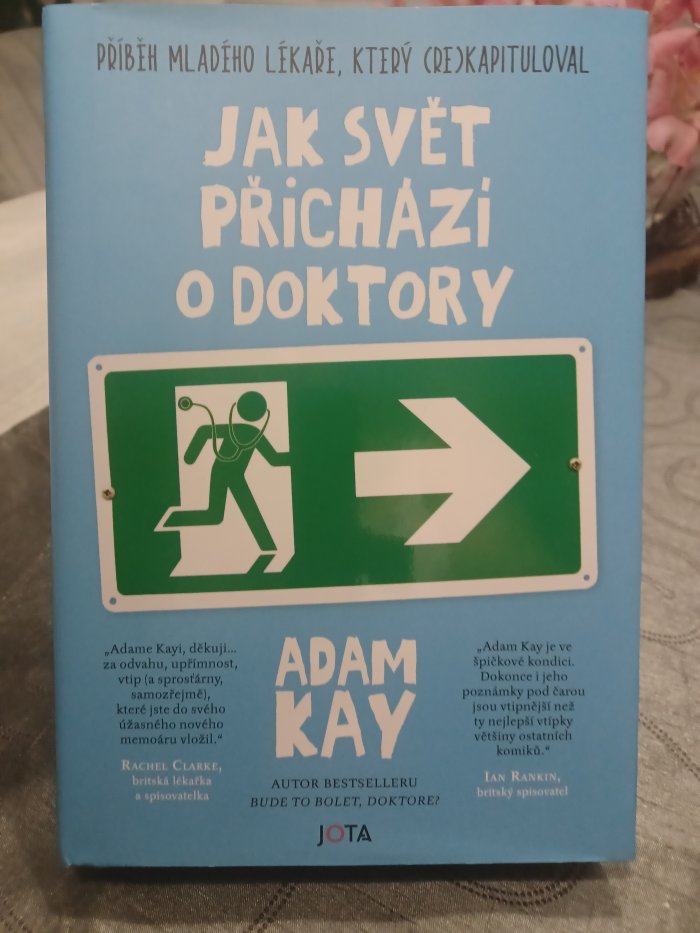 PŘÍBĚH MLADÉHO LÉKAŘE, KTERÝ (RE)KAPITULOVAL
JAK SVĚT
PŘICHÁZÍ
O DOKTORY
„Adame Kayi, děkuji...
za odvahu, upřímnost,
vtip (a sprosťárny,
samozřejmě),
které jste do svého
úžasného nového
memoáru vložil.“
RACHEL CLARKE,
britská lékařka
a spisovatelka
ADAM
KAY
AUTOR BESTSELLERU
BUDE TO BOLET, DOKTORE?
JOTA
„Adam Kay je ve
špičkové kondici.
Dokonce i jeho
poznámky pod čarou
jsou vtipnější než
ty nejlepší vtípky
většiny ostatních
komiků.“
IAN RANKIN,
britský spisovatel